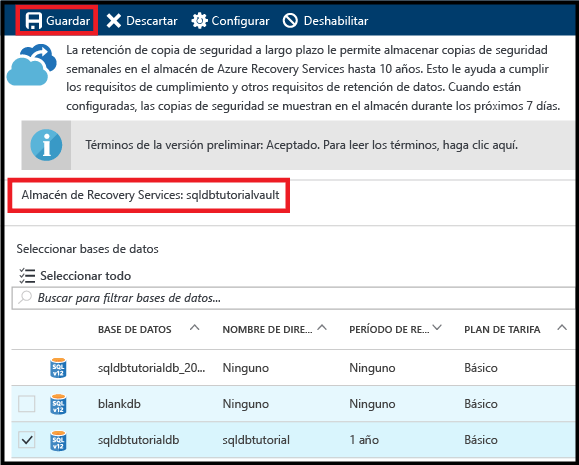 Guardar Descartar Configurar Deshabilitar
La retención de copia de seguridad a largo plazo le permite almacenar copias de seguridad
semanales en el almacén de Azure Recovery Services hasta 10 años. Esto le ayuda a cumplir
los requisitos de cumplimiento y otros requisitos de retención de datos. Cuando están
configuradas, las copias de seguridad se muestran en el almacén durante los próximos 7 días.
Términos de la versión preliminar: Aceptado. Para leer los términos, haga clic aquí.
Almacén de Recovery Services: sqldbtutorialvault
Seleccionar bases de datos
Seleccionar todo
Buscar para filtrar bases de datos...
BASE DE DATOS NOMBRE DE DIRE... PERÍODO DE RE... PLAN DE TARIFA
SQL v12 sqldbtutorialdb_20... Ninguno Ninguno Básico
SQL v12 blankdb Ninguno Ninguno Básico
SQL v12 sqldbtutorialdb sqldbtutorial 1 año Básico